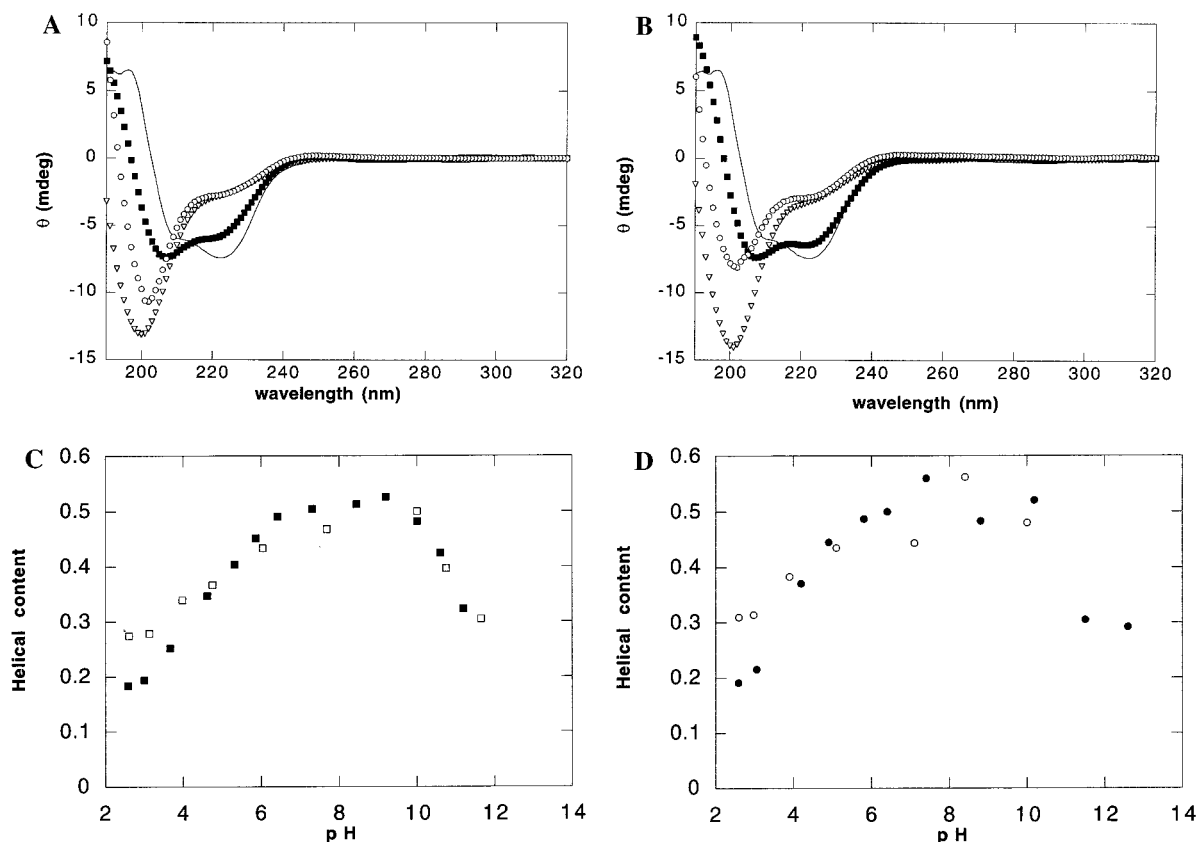 A
10
5
0
-5
-10
-15
θ (mdeg)
200 220 240 260 280 300 320
wavelength (nm)
B
10
5
0
-5
-10
-15
θ (mdeg)
200 220 240 260 280 300 320
wavelength (nm)
C
0.6
0.5
0.4
0.3
0.2
0.1
0
Helical content
2 4 6 8 10 12 14
p H
D
0.6
0.5
0.4
0.3
0.2
0.1
0
Helical content
2 4 6 8 10 12 14
p H